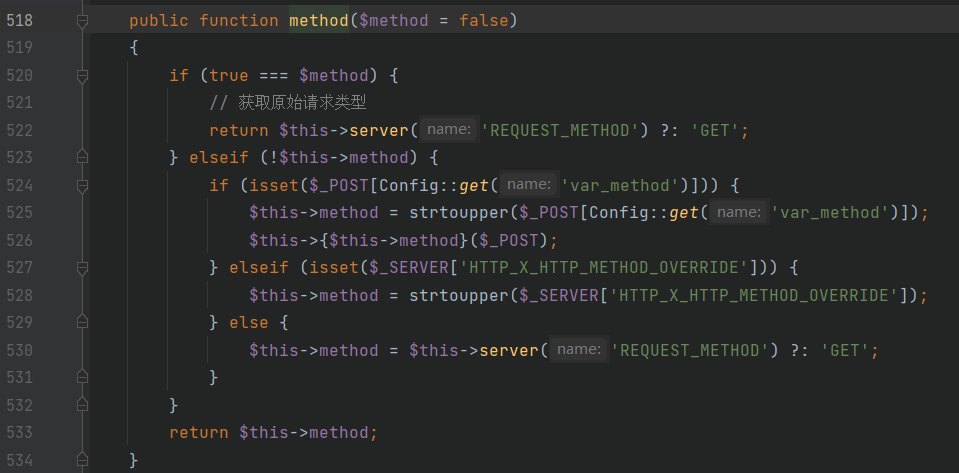 518 public function method($method = false)
519 {
520 if (true === $method) {
521 // 获取原始请求类型
522 return $this->server( name: 'REQUEST_METHOD') ?: 'GET';
523 } elseif (!$this->method) {
524 if (isset($_POST[Config::get( name: 'var_method')])) {
525 $this->method = strtoupper($_POST[Config::get( name: 'var_method')]);
526 $this->{$this->method}($_POST);
527 } elseif (isset($_SERVER['HTTP_X_HTTP_METHOD_OVERRIDE'])) {
528 $this->method = strtoupper($_SERVER['HTTP_X_HTTP_METHOD_OVERRIDE']);
529 } else {
530 $this->method = $this->server( name: 'REQUEST_METHOD') ?: 'GET';
531 }
532 }
533 return $this->method;
534 }